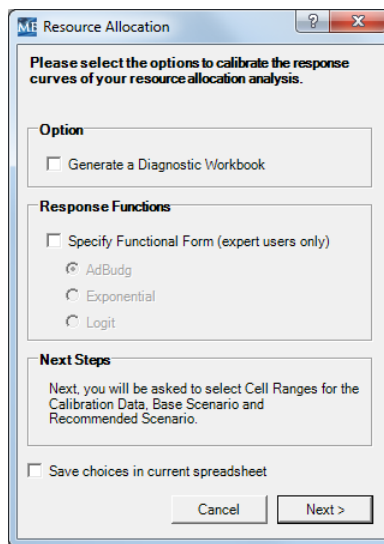 ME Resource Allocation
?
Please select the options to calibrate the response
curves of your resource allocation analysis.
Option
Generate a Diagnostic Workbook
Response Functions
Specify Functional Form (expert users only)
AdBudg
Exponential
Logit
Next Steps
Next, you will be asked to select Cell Ranges for the
Calibration Data, Base Scenario and
Recommended Scenario.
Save choices in current spreadsheet
Cancel
Next >